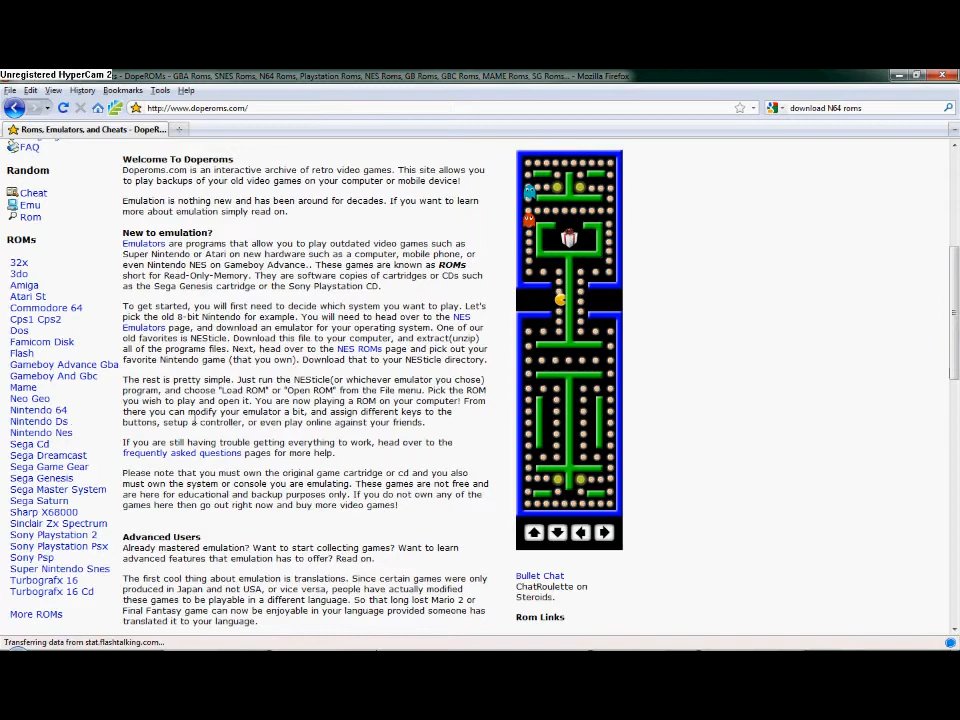 Unregistered HyperCam 2
s - DopeROMs - GBA Roms, SNES Roms, N64 Roms, Playstation Roms, NES Roms, GB Roms, GBC Roms, MAME Roms, SG Roms... - Mozilla Firefox
File Edit View History Bookmarks Tools Help
http://www.doperoms.com/
download N64 roms
Roms, Emulators, and Cheats - DopeR...
FAQ
Random
Cheat
Emu
Rom
ROMs
32x
3do
Amiga
Atari St
Commodore 64
Cps1 Cps2
Dos
Famicom Disk
Flash
Gameboy Advance Gba
Gameboy And Gbc
Mame
Neo Geo
Nintendo 64
Nintendo Ds
Nintendo Nes
Sega Cd
Sega Dreamcast
Sega Game Gear
Sega Genesis
Sega Master System
Sega Saturn
Sharp X68000
Sinclair Zx Spectrum
Sony Playstation 2
Sony Playstation Psx
Sony Psp
Super Nintendo Snes
Turbografx 16
Turbografx 16 Cd
More ROMs
Welcome To Doperoms
Doperoms.com is an interactive archive of retro video games. This site allows you
to play backups of your old video games on your computer or mobile device!
Emulation is nothing new and has been around for decades. If you want to learn
more about emulation simply read on.
New to emulation?
Emulators are programs that allow you to play outdated video games such as
Super Nintendo or Atari on new hardware such as a computer, mobile phone, or
even Nintendo NES on Gameboy Advance.. These games are known as ROMs
short for Read-Only-Memory. They are software copies of cartridges or CDs such
as the Sega Genesis cartridge or the Sony Playstation CD.
To get started, you will first need to decide which system you want to play. Let's
pick the old 8-bit Nintendo for example. You will need to head over to the NES
Emulators page, and download an emulator for your operating system. One of our
old favorites is NESticle. Download this file to your computer, and extract(unzip)
all of the programs files. Next, head over to the NES ROMs page and pick out your
favorite Nintendo game (that you own). Download that to your NESticle directory.
The rest is pretty simple. Just run the NESticle(or whichever emulator you chose)
program, and choose "Load ROM" or "Open ROM" from the File menu. Pick the ROM
you wish to play and open it. You are now playing a ROM on your computer! From
there you can modify your emulator a bit, and assign different keys to the
buttons, setup a controller, or even play online against your friends.
If you are still having trouble getting everything to work, head over to the
frequently asked questions pages for more help.
Please note that you must own the original game cartridge or cd and you also
must own the system or console you are emulating. These games are not free and
are here for educational and backup purposes only. If you do not own any of the
games here then go out right now and buy more video games!
Advanced Users
Already mastered emulation? Want to start collecting games? Want to learn
advanced features that emulation has to offer? Read on.
The first cool thing about emulation is translations. Since certain games were only
produced in Japan and not USA, or vice versa, people have actually modified
these games to be playable in a different language. So that long lost Mario 2 or
Final Fantasy game can now be enjoyable in your language provided someone has
translated it to your language.
Bullet Chat
ChatRoulette on
Steroids.
Rom Links
Transferring data from stat.flashtalking.com...